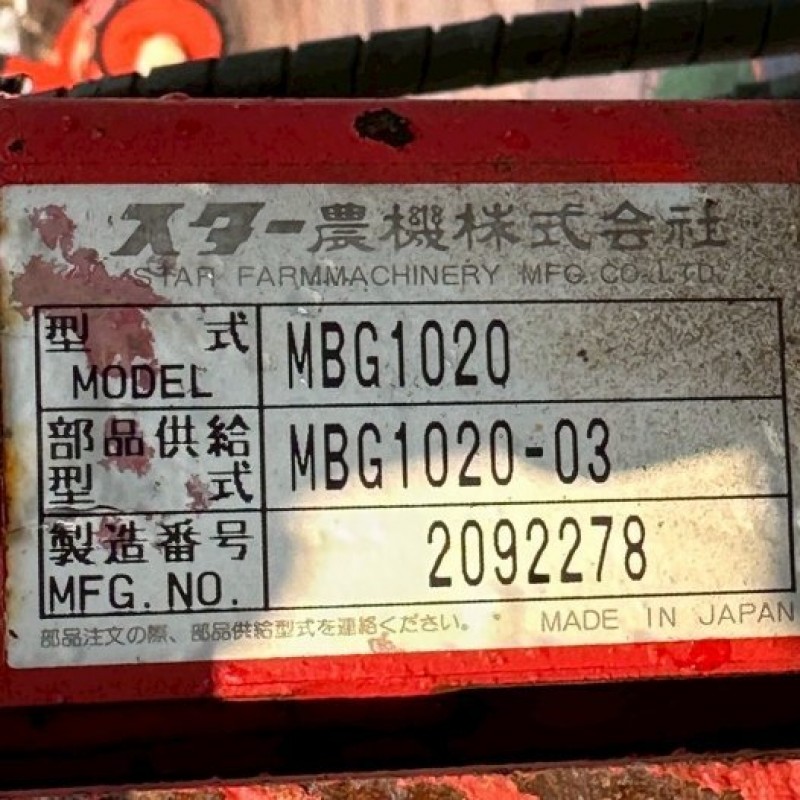 スター農機株式会社
STAR FARMMACHINERY MFG.CO.,LTD.
型式 MBG1020
MODEL
部品供給 MBG1020-03
型式
製造番号 2092278
MFG. NO.
部品注文の際、部品供給型式を連絡ください。 MADE IN JAPAN